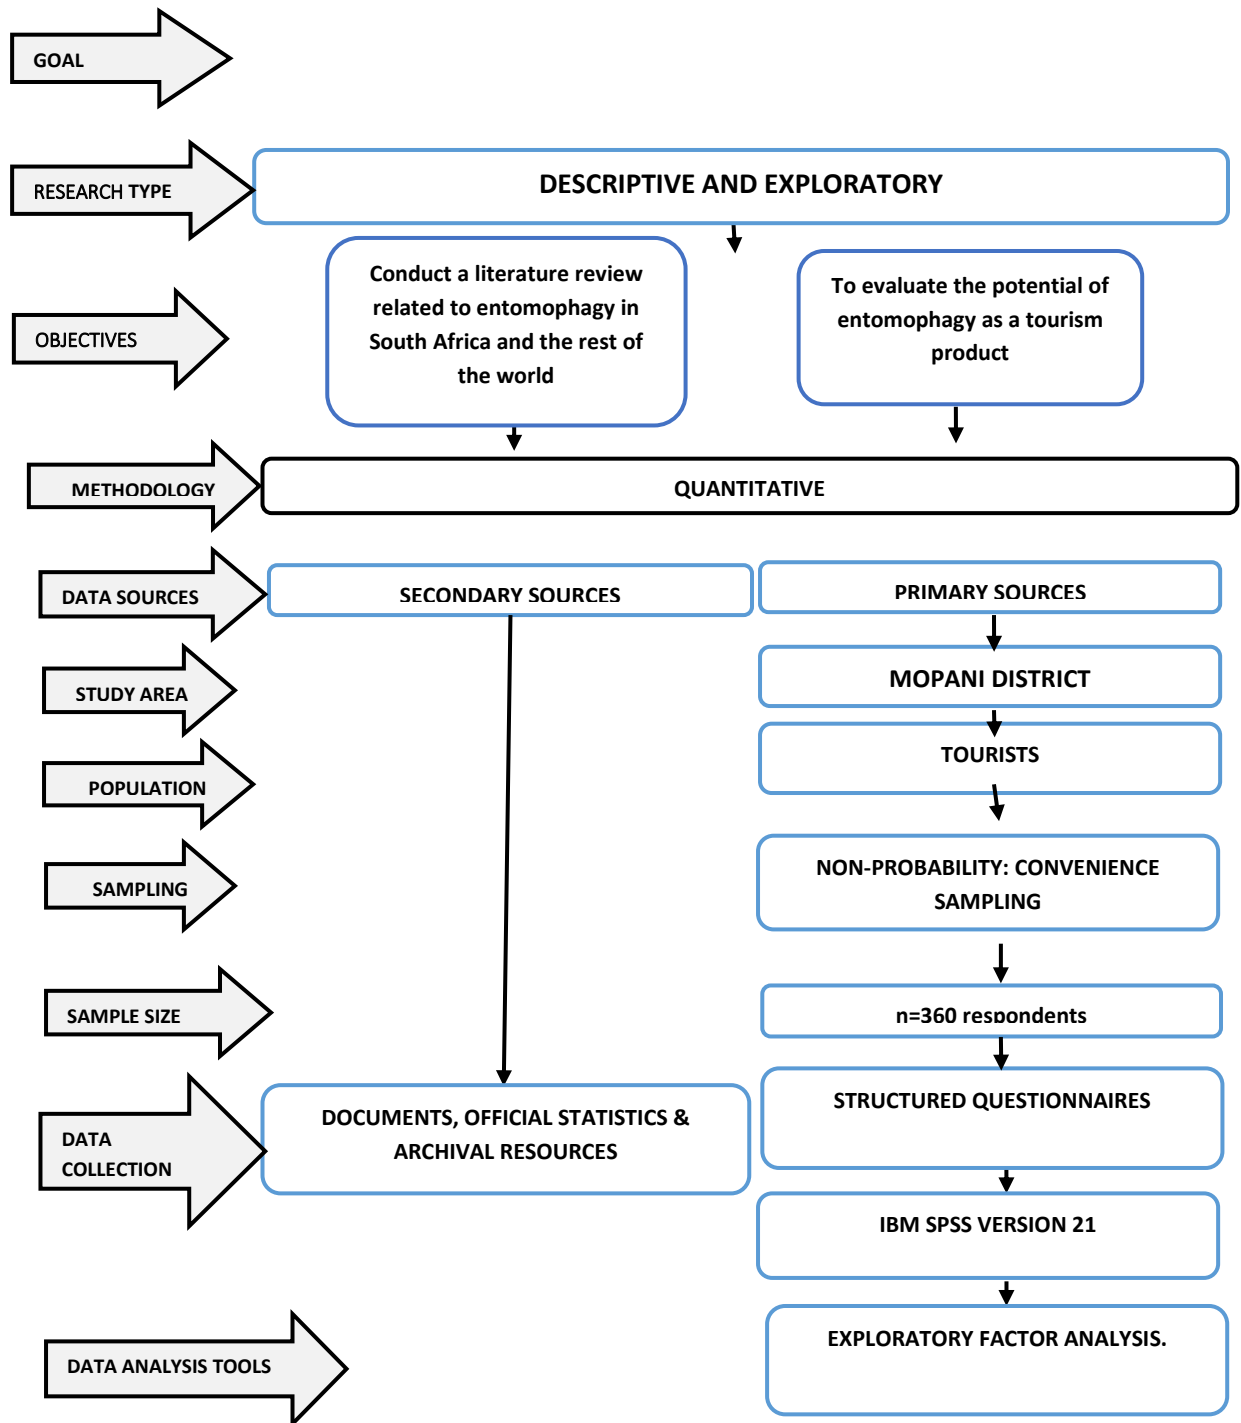 GOAL
RESEARCH TYPE
DESCRIPTIVE AND EXPLORATORY
OBJECTIVES
Conduct a literature review
related to entomophagy in
South Africa and the rest of
the world
To evaluate the potential of
entomophagy as a tourism
product
METHODOLOGY
QUANTITATIVE
DATA SOURCES
SECONDARY SOURCES
PRIMARY SOURCES
STUDY AREA
MOPANI DISTRICT
POPULATION
TOURISTS
SAMPLING
NON-PROBABILITY: CONVENIENCE
SAMPLING
SAMPLE SIZE
n=360 respondents
DATA
COLLECTION
DOCUMENTS, OFFICIAL STATISTICS &
ARCHIVAL RESOURCES
STRUCTURED QUESTIONNAIRES
IBM SPSS VERSION 21
DATA ANALYSIS TOOLS
EXPLORATORY FACTOR ANALYSIS.